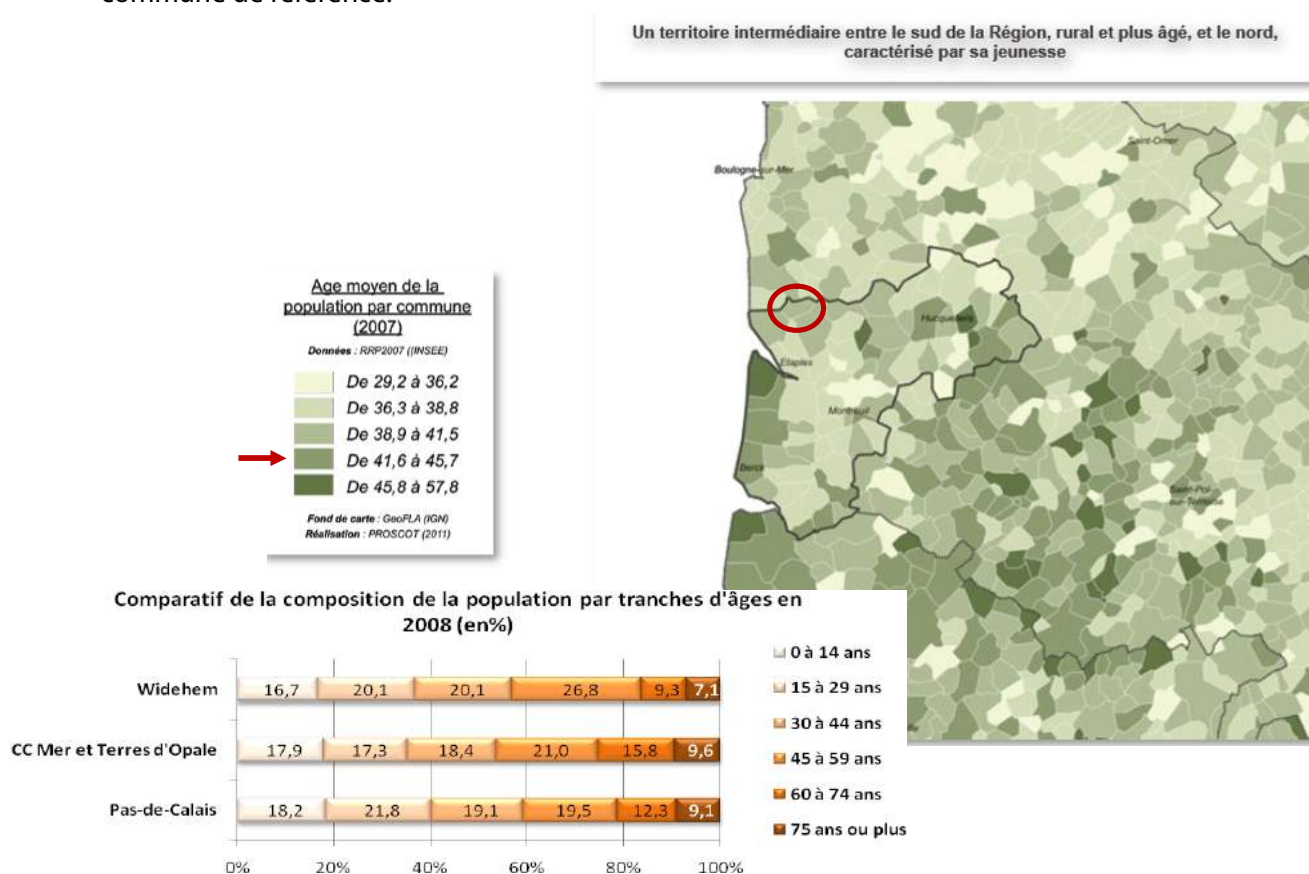 commune de référence.
Un territoire intermédiaire entre le sud de la Région, rural et plus âgé, et le nord,
caractérisé par sa jeunesse
Saint-Omer
Boulogne-sur-Mer
Hucqueliers
Etaples
Montreuil
Berck
Saint-Pol-
sur-Ternoise
Age moyen de la
population par commune
(2007)
Données : RRP2007 ((INSEE)
De 29,2 à 36,2
De 36,3 à 38,8
De 38,9 à 41,5
De 41,6 à 45,7
De 45,8 à 57,8
Fond de carte : GeoFLA (IGN)
Réalisation : PROSCOT (2011)
Comparatif de la composition de la population par tranches d'âges en
2008 (en%)
Widehem 16,7 20,1 20,1 26,8 9,3 7,1
CC Mer et Terres d'Opale 17,9 17,3 18,4 21,0 15,8 9,6
Pas-de-Calais 18,2 21,8 19,1 19,5 12,3 9,1
0% 20% 40% 60% 80% 100%
0 à 14 ans
15 à 29 ans
30 à 44 ans
45 à 59 ans
60 à 74 ans
75 ans ou plus